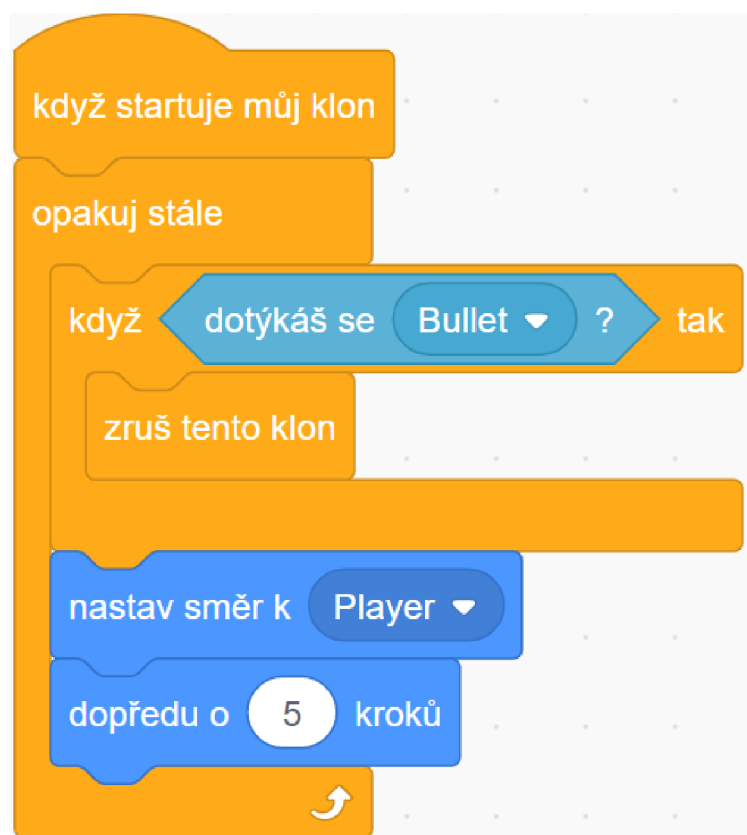 když startuje můj klon
opakuj stále
když dotýkáš se Bullet ? tak
zruš tento klon
nastav směr k Player
dopředu o 5 kroků